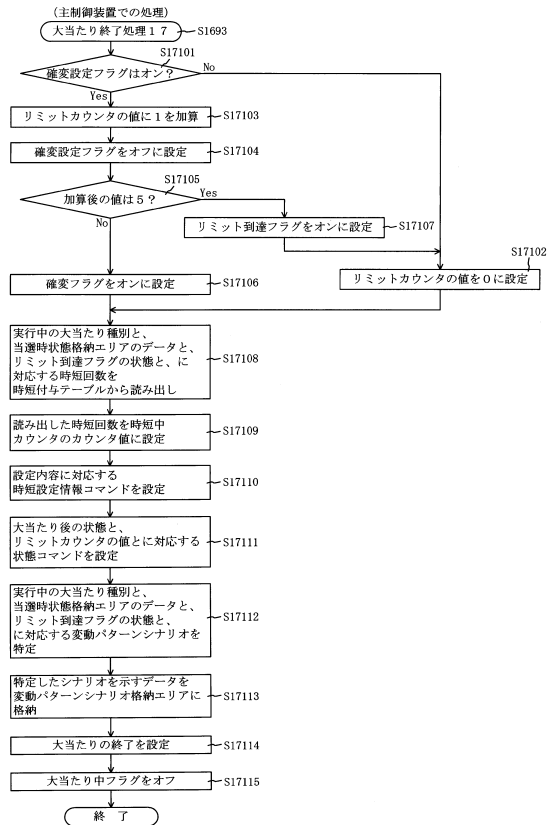 (主制御装置での処理)
大当たり終了処理17
S1693
S17101
確変設定フラグはオン?
No
Yes
リミットカウンタの値に1を加算
S17103
確変設定フラグをオフに設定
S17104
S17105
加算後の値は5?
Yes
No
リミット到達フラグをオンに設定
S17107
S17102
確変フラグをオンに設定
S17106
リミットカウンタの値を0に設定
実行中の大当たり種別と、
当選時状態格納エリアのデータと、
リミット到達フラグの状態と、に
対応する時短回数を
時短付与テーブルから読み出し
S17108
読み出した時短回数を時短中
カウンタのカウンタ値に設定
S17109
設定内容に対応する
時短設定情報コマンドを設定
S17110
大当たり後の状態と、
リミットカウンタの値とに対応する
状態コマンドを設定
S17111
実行中の大当たり種別と、
当選時状態格納エリアのデータと、
リミット到達フラグの状態と、
に対応する変動パターンシナリオを
特定
S17112
特定したシナリオを示すデータを
変動パターンシナリオ格納エリアに
格納
S17113
大当たりの終了を設定
S17114
大当たり中フラグをオフ
S17115
終 了